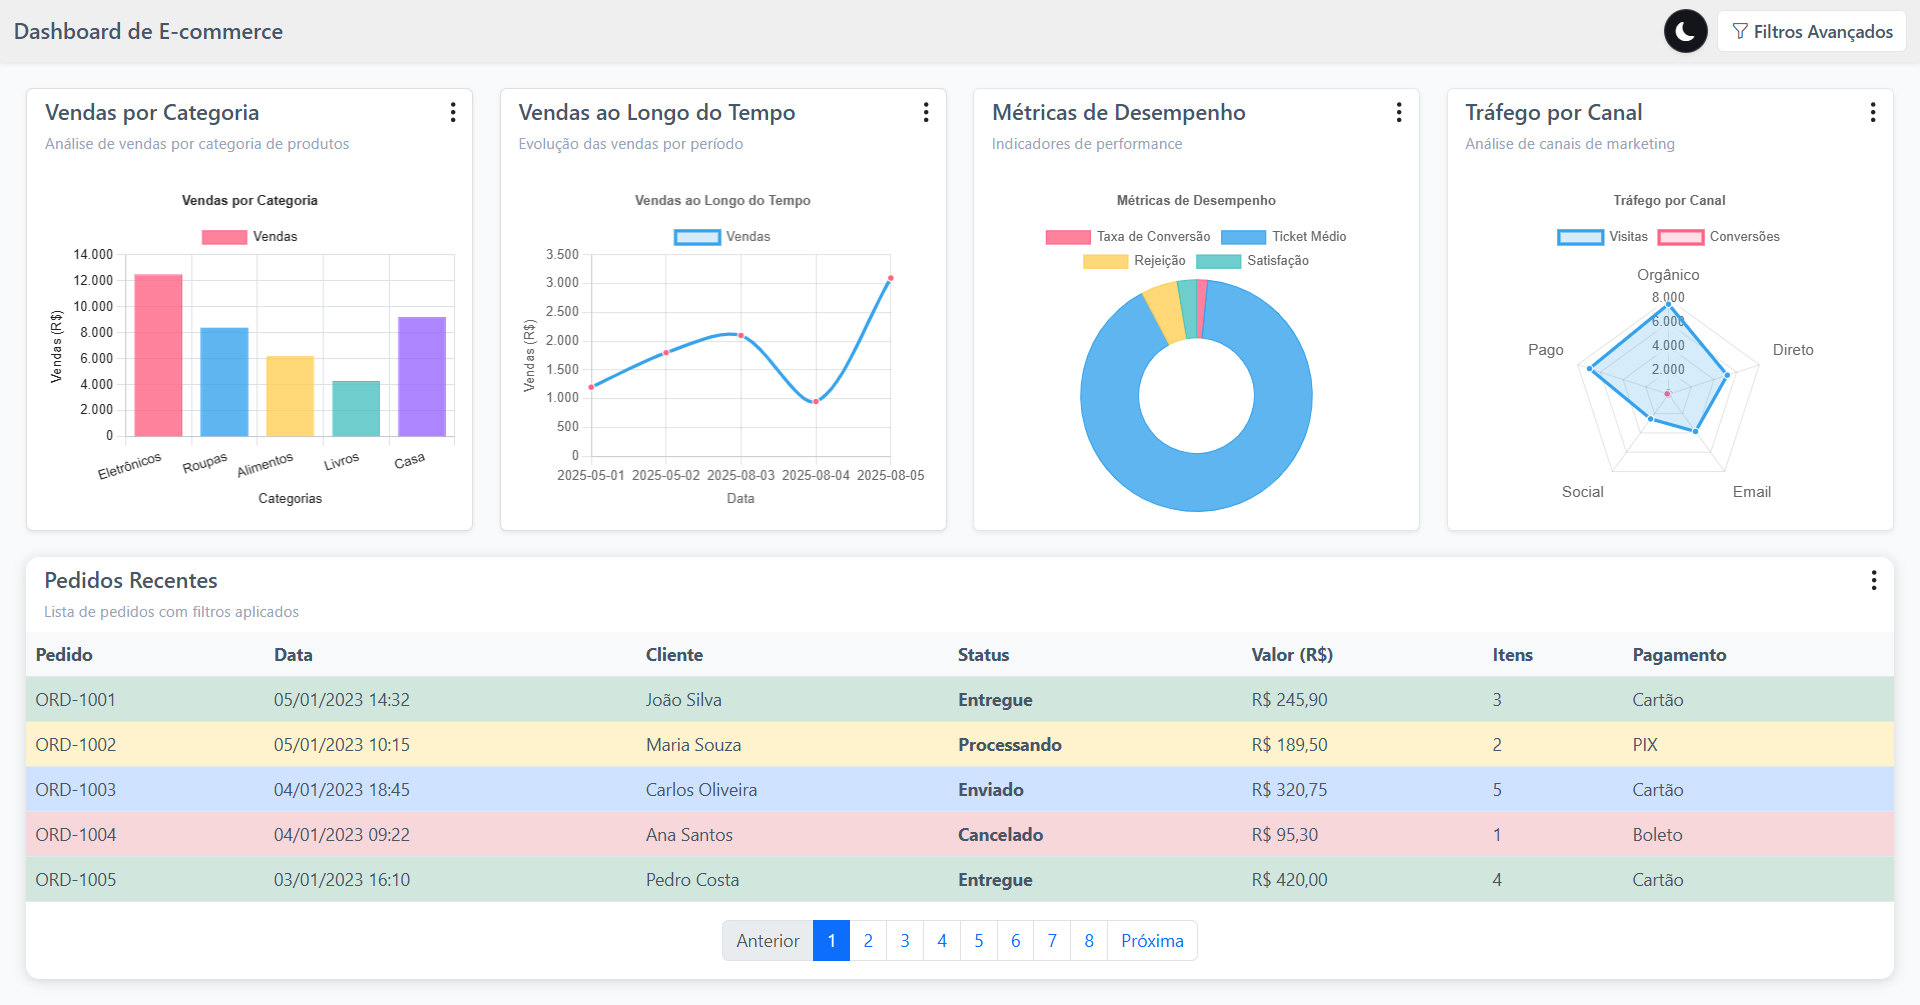 Dashboard de E-commerce
Filtros Avançados
Vendas por Categoria
Análise de vendas por categoria de produtos
Vendas por Categoria
Vendas
14.000
12.000
10.000
8.000
6.000
4.000
2.000
0
Vendas (R$)
Eletrônicos Roupas Alimentos Livros Casa
Categorias
Vendas ao Longo do Tempo
Evolução das vendas por período
Vendas ao Longo do Tempo
Vendas
3.500
3.000
2.500
2.000
1.500
1.000
500
0
Vendas (R$)
2025-05-01 2025-05-02 2025-08-03 2025-08-04 2025-08-05
Data
Métricas de Desempenho
Indicadores de performance
Métricas de Desempenho
Taxa de Conversão Ticket Médio
Rejeição Satisfação
Tráfego por Canal
Análise de canais de marketing
Tráfego por Canal
Visitas Conversões
Orgânico
8.000
6.000
4.000
2.000
Pago Direto
Social Email
Pedidos Recentes
Lista de pedidos com filtros aplicados
Pedido Data Cliente Status Valor (R$) Itens Pagamento
ORD-1001 05/01/2023 14:32 João Silva Entregue R$ 245,90 3 Cartão
ORD-1002 05/01/2023 10:15 Maria Souza Processando R$ 189,50 2 PIX
ORD-1003 04/01/2023 18:45 Carlos Oliveira Enviado R$ 320,75 5 Cartão
ORD-1004 04/01/2023 09:22 Ana Santos Cancelado R$ 95,30 1 Boleto
ORD-1005 03/01/2023 16:10 Pedro Costa Entregue R$ 420,00 4 Cartão
Anterior 1 2 3 4 5 6 7 8 Próxima